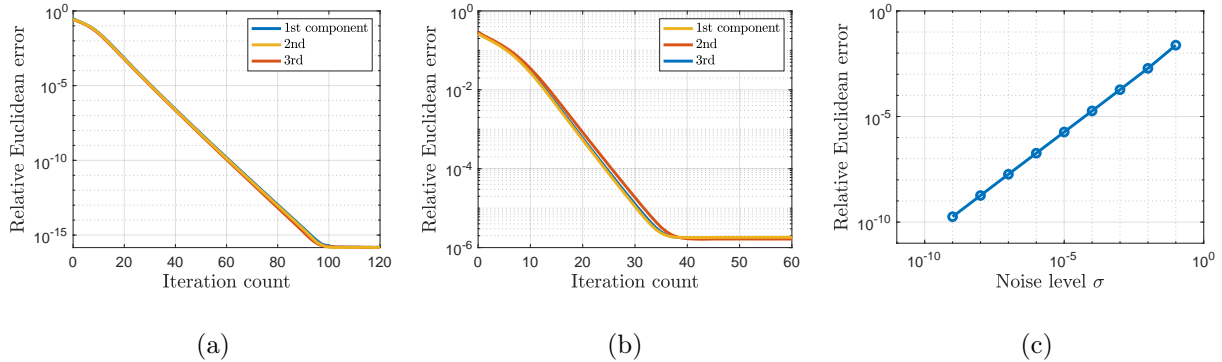 10^0
10^-5
10^-10
10^-15
Relative Euclidean error
0 20 40 60 80 100 120
Iteration count
1st component
2nd
3rd
(a)
10^0
10^-2
10^-4
10^-6
Relative Euclidean error
0 10 20 30 40 50 60
Iteration count
1st component
2nd
3rd
(b)
10^0
10^-5
10^-10
Relative Euclidean error
10^-10 10^-5 10^0
Noise level σ
(c)